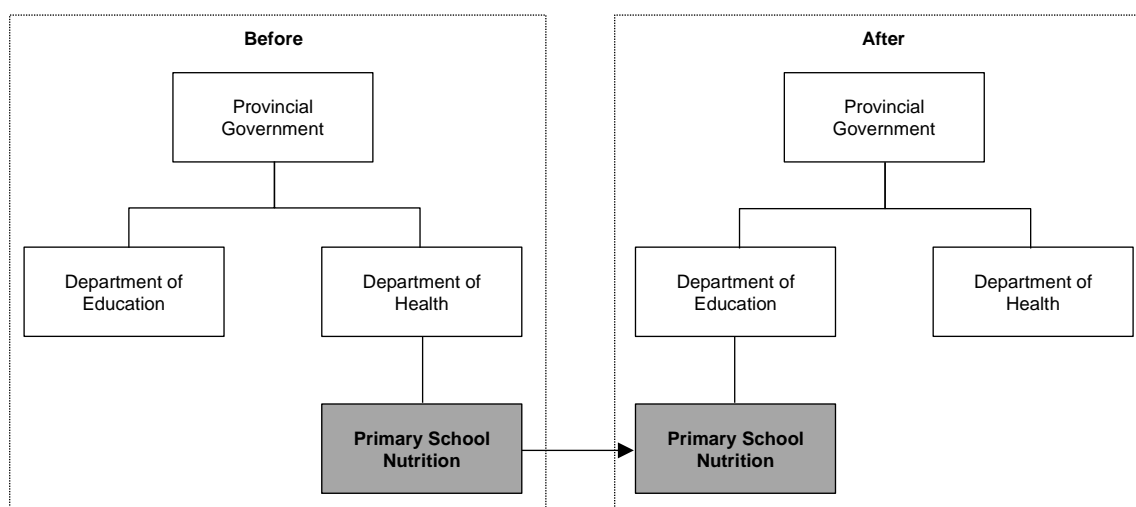 Before
Provincial
Government
Department of
Education
Department of
Health
Primary School
Nutrition
After
Provincial
Government
Department of
Education
Department of
Health
Primary School
Nutrition